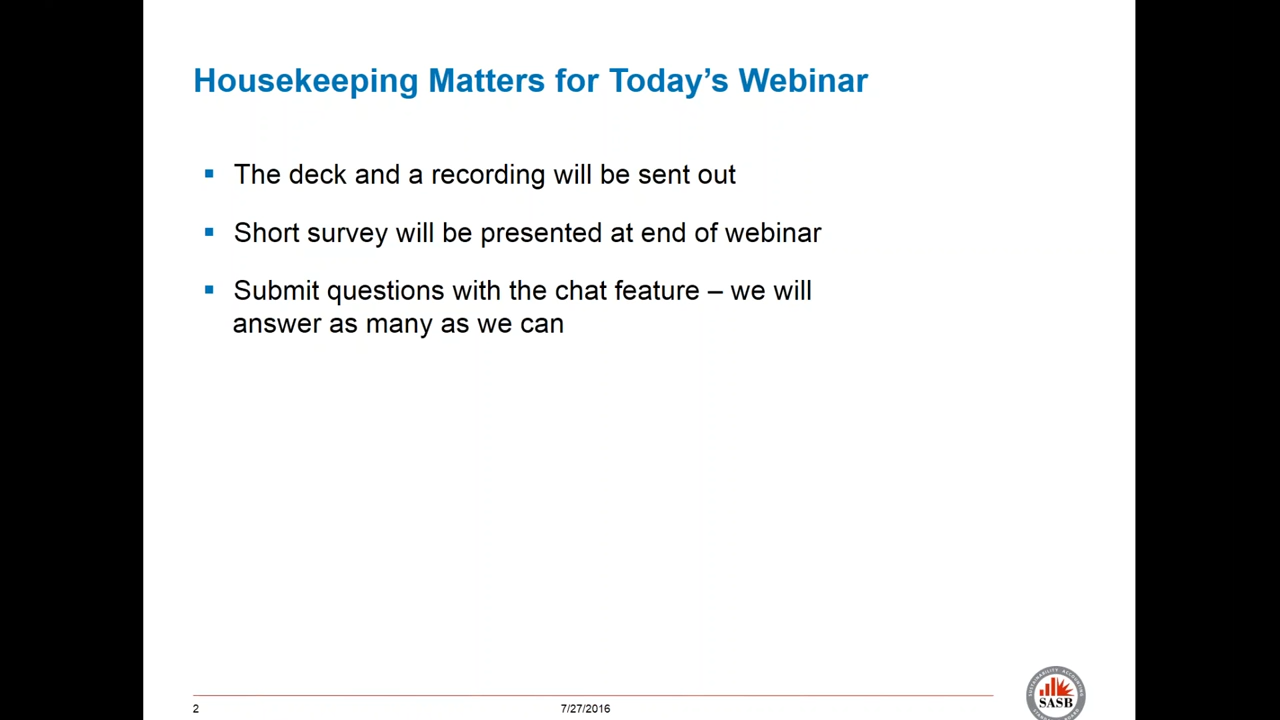 Housekeeping Matters for Today’s Webinar
The deck and a recording will be sent out
Short survey will be presented at end of webinar
Submit questions with the chat feature – we will
answer as many as we can
2
7/27/2016
SUSTAINABILITY ACCOUNTING
SASB